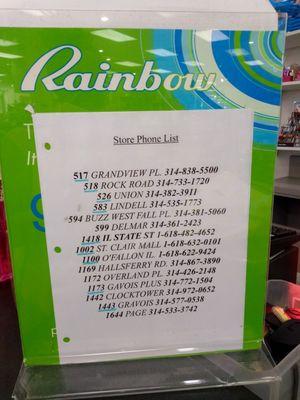 Rainbow
Store Phone List
517 GRANDVIEW PL. 314-838-5500
518 ROCK ROAD 314-733-1720
526 UNION 314-382-3911
583 LINDELL 314-535-1773
594 BUZZ WEST FALL PL. 314-381-5060
599 DELMAR 314-361-2423
1418 IL STATE ST 1-618-482-4652
1002 ST. CLAIR MALL 1-618-632-0101
1100 O'FALLON IL. 1-618-622-9424
1169 HALLSFERRY RD. 314-867-3890
1172 OVERLAND PL. 314-426-2148
1173 GAVOIS PLUS 314-772-1504
1442 CLOCKTOWER 314-972-0652
1443 GRAVOIS 314-577-0538
1644 PAGE 314-533-3742